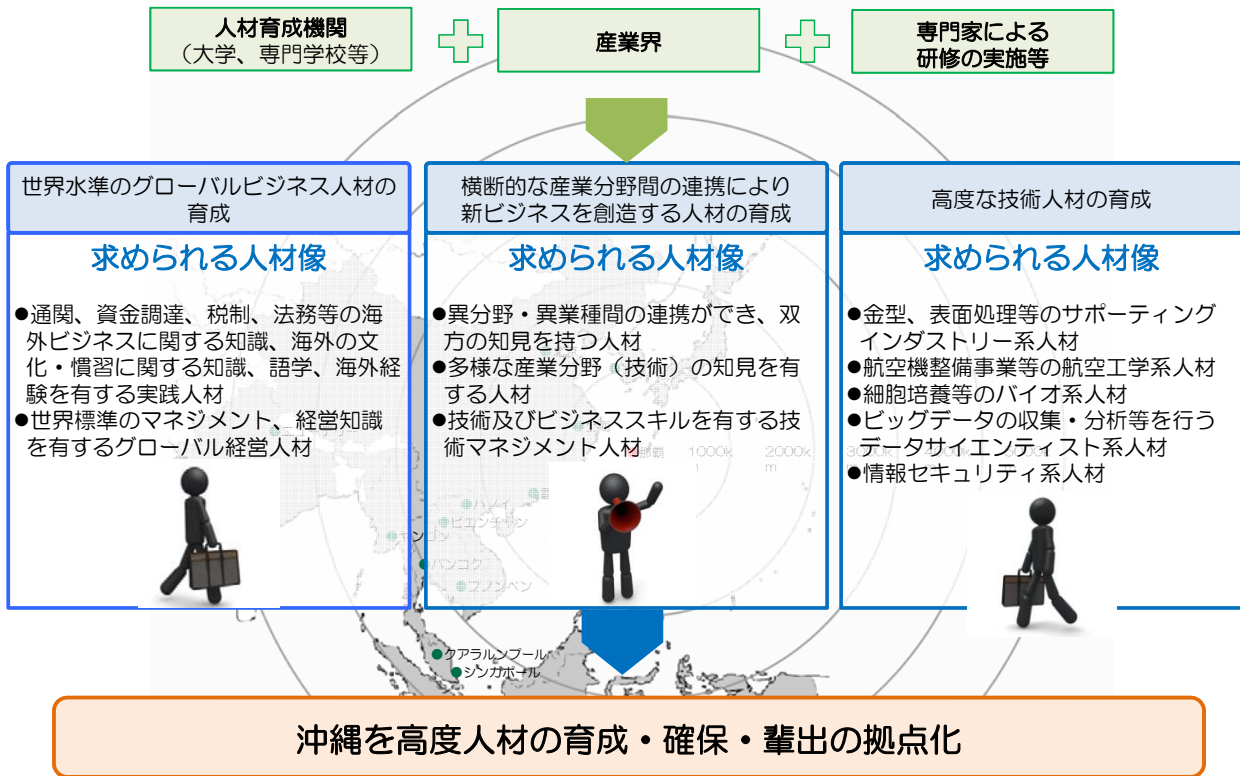 人材育成機関
（大学、専門学校等）
産業界
専門家による
研修の実施等
世界水準のグローバルビジネス人材の
育成
求められる人材像
●通関、資金調達、税制、法務等の海
外ビジネスに関する知識、海外の文
化・慣習に関する知識、語学、海外経
験を有する実践人材
●世界標準のマネジメント、経営知識
を有するグローバル経営人材
横断的な産業分野間の連携により
新ビジネスを創造する人材の育成
求められる人材像
●異分野・異業種間の連携ができ、双
方の知見を持つ人材
●多様な産業分野（技術）の知見を有
する人材
●技術及びビジネススキルを有する技
術マネジメント人材
高度な技術人材の育成
求められる人材像
●金型、表面処理等のサポーティング
インダストリー系人材
●航空機整備事業等の航空工学系人材
●細胞培養等のバイオ系人材
●ビッグデータの収集・分析等を行う
データサイエンティスト系人材
●情報セキュリティ系人材
那覇
1000k
m
2000k
m
ハノイ
ビエンチャン
ヤンゴン
バンコク
プノンペン
クアラルンプール
シンガポール
沖縄を高度人材の育成・確保・輩出の拠点化